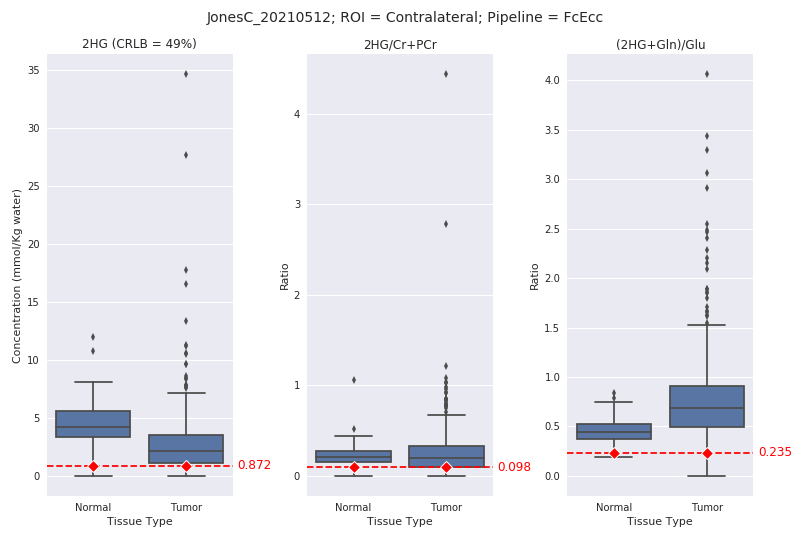 JonesC_20210512; ROI = Contralateral; Pipeline = FcEcc
2HG (CRLB = 49%)
Concentration (mmol/Kg water)
35
30
25
20
15
10
5
0
0.872
Normal Tumor
Tissue Type
2HG/Cr+PCr
Ratio
4
3
2
1
0
0.098
Normal Tumor
Tissue Type
(2HG+Gln)/Glu
Ratio
4.0
3.5
3.0
2.5
2.0
1.5
1.0
0.5
0.0
0.235
Normal Tumor
Tissue Type